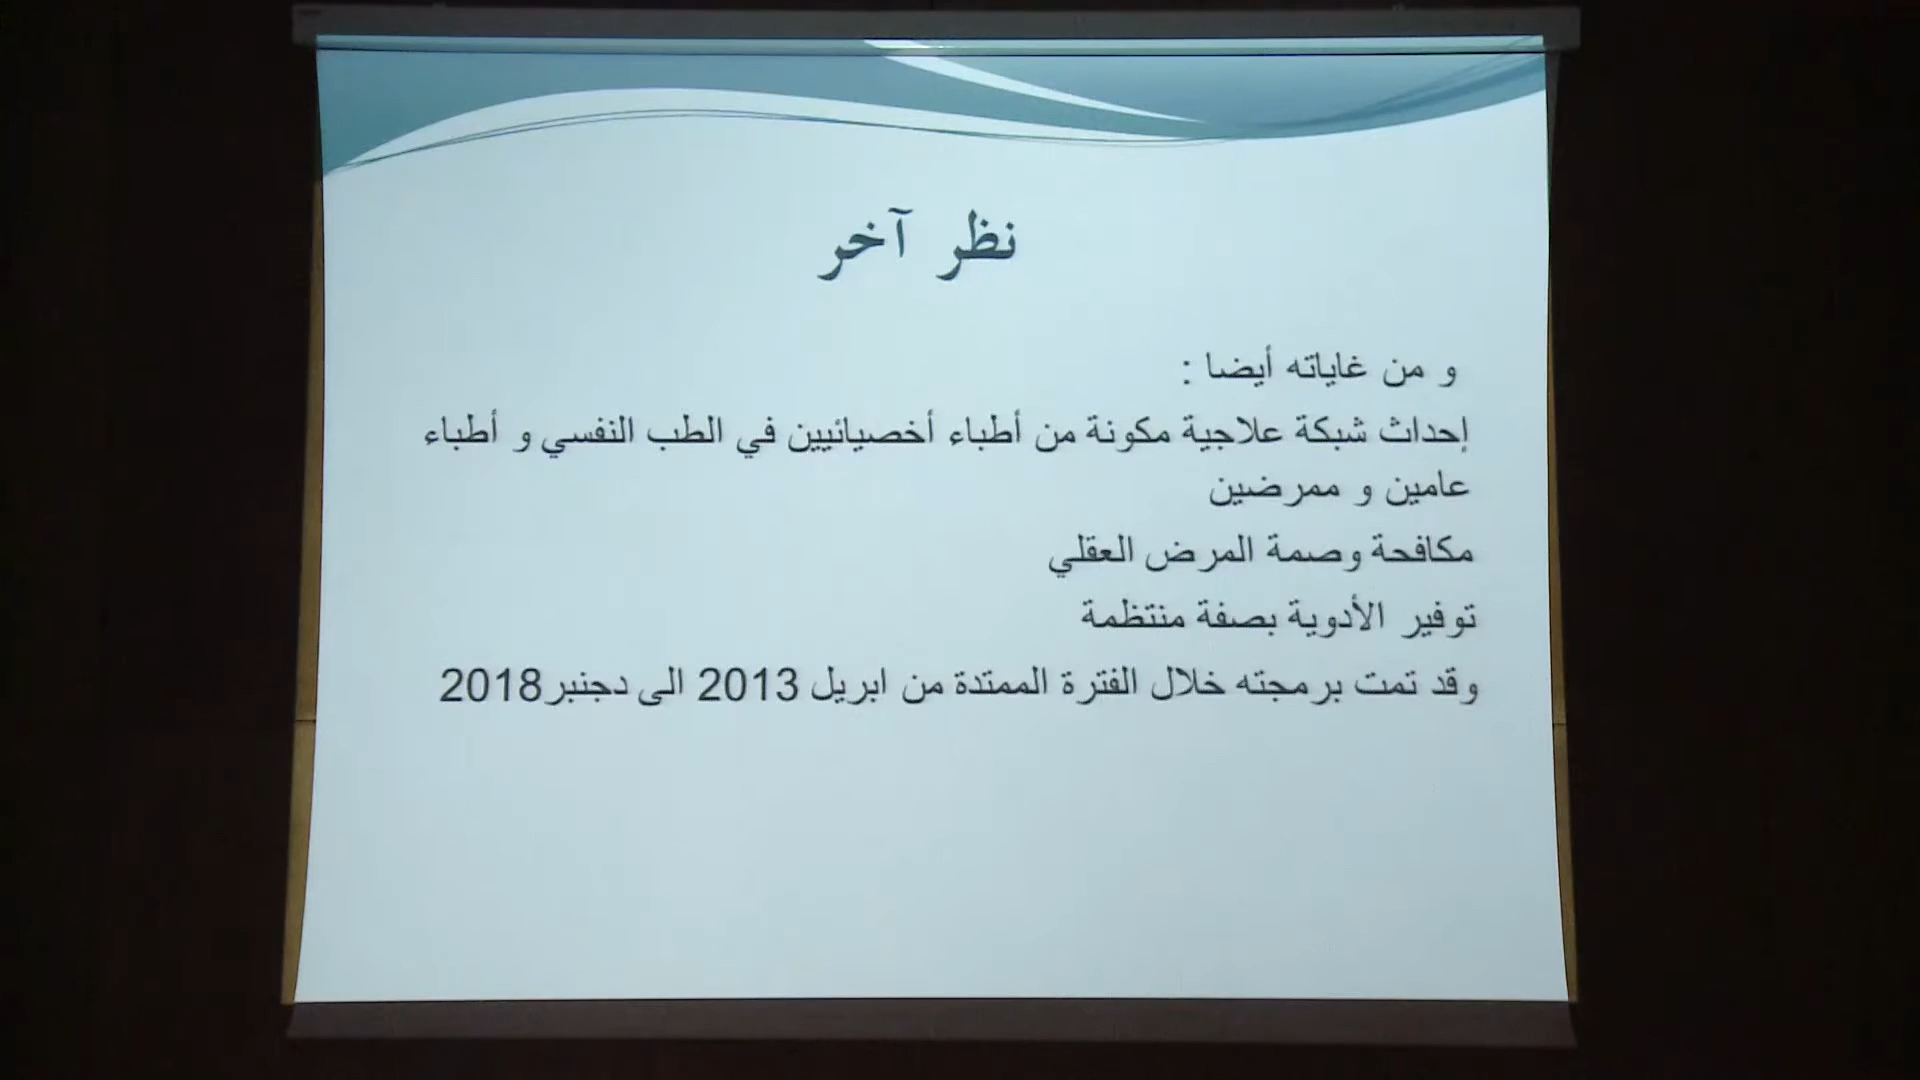 نظر آخر
و من غاياته أيضا :
إحداث شبكة علاجية مكونة من أطباء أخصيائيين في الطب النفسي و أطباء
عامين و ممرضين
مكافحة وصمة المرض العقلي
توفير الأدوية بصفة منتظمة
وقد تمت برمجته خلال الفترة الممتدة من ابريل 2013 الى دجنبر2018